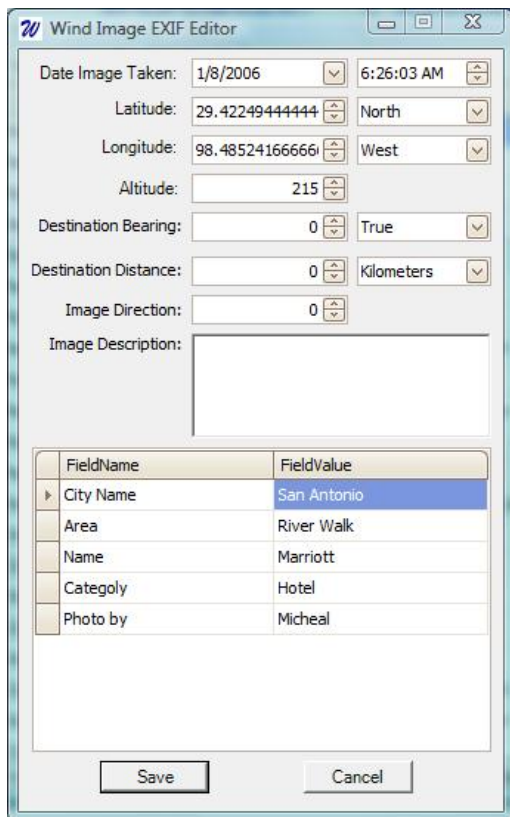 W Wind Image EXIF Editor
Date Image Taken: 1/8/2006 6:26:03 AM
Latitude: 29.42249444444 North
Longitude: 98.485241666666 West
Altitude: 215
Destination Bearing: 0 True
Destination Distance: 0 Kilometers
Image Direction: 0
Image Description:
FieldName FieldValue
City Name San Antonio
Area River Walk
Name Marriott
Categoly Hotel
Photo by Micheal
Save Cancel